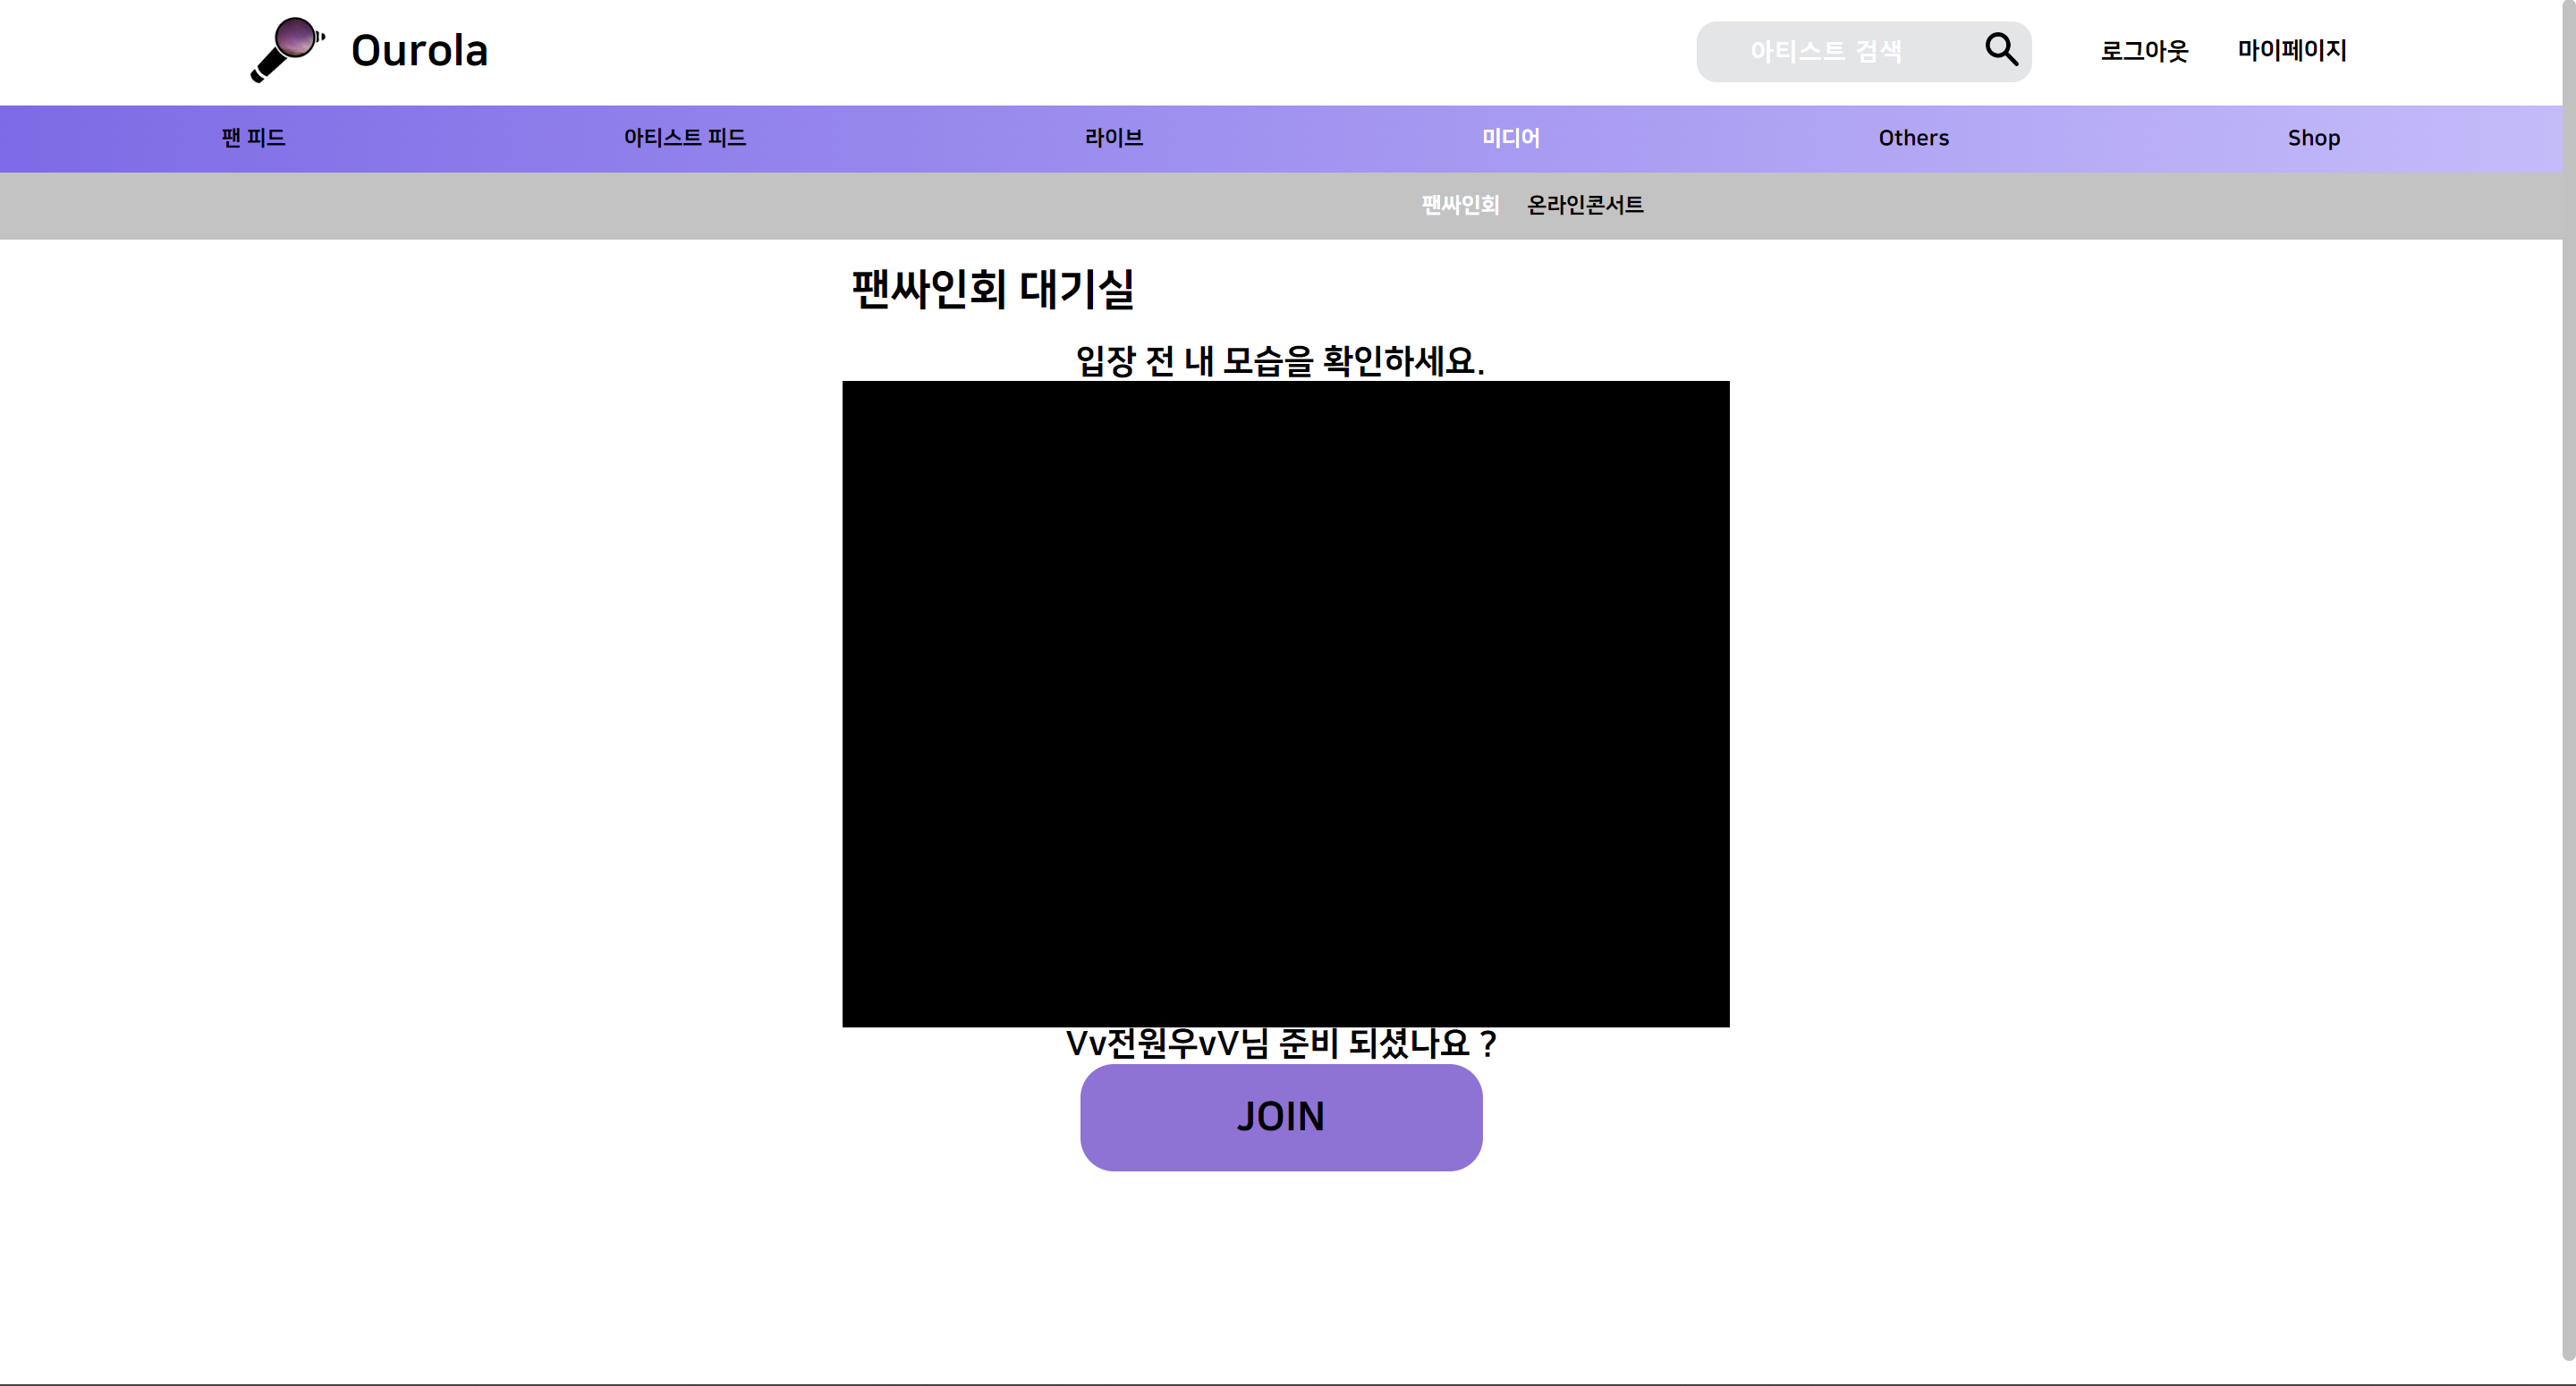 Ourola
아티스트 검색
로그아웃
마이페이지
팬 피드
아티스트 피드
라이브
미디어
Others
Shop
팬싸인회
온라인콘서트
팬싸인회 대기실
입장 전 내 모습을 확인하세요.
Vv전원우vV님 준비 되셨나요 ?
JOIN